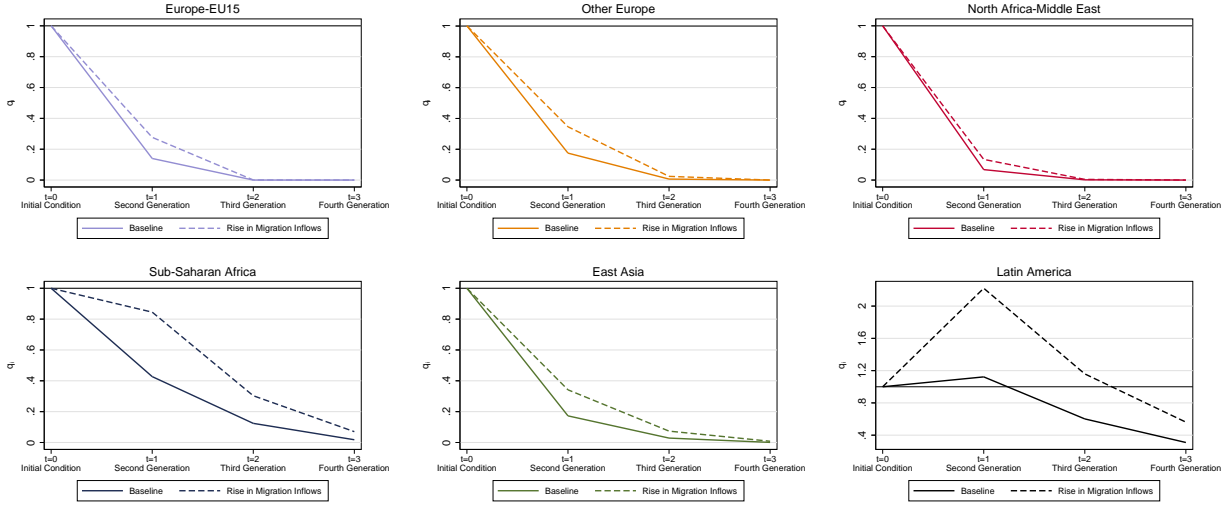 Europe-EU15
1
.8
.6
.4
.2
0
qᵢ
t=0 t=1 t=2 t=3
Initial Condition Second Generation Third Generation Fourth Generation
Baseline Rise in Migration Inflows
Other Europe
1
.8
.6
.4
.2
0
qᵢ
t=0 t=1 t=2 t=3
Initial Condition Second Generation Third Generation Fourth Generation
Baseline Rise in Migration Inflows
North Africa-Middle East
1
.8
.6
.4
.2
0
qᵢ
t=0 t=1 t=2 t=3
Initial Condition Second Generation Third Generation Fourth Generation
Baseline Rise in Migration Inflows
Sub-Saharan Africa
1
.8
.6
.4
.2
0
qᵢ
t=0 t=1 t=2 t=3
Initial Condition Second Generation Third Generation Fourth Generation
Baseline Rise in Migration Inflows
East Asia
1
.8
.6
.4
.2
0
qᵢ
t=0 t=1 t=2 t=3
Initial Condition Second Generation Third Generation Fourth Generation
Baseline Rise in Migration Inflows
Latin America
2
1.6
1.2
.8
.4
qᵢ
t=0 t=1 t=2 t=3
Initial Condition Second Generation Third Generation Fourth Generation
Baseline Rise in Migration Inflows